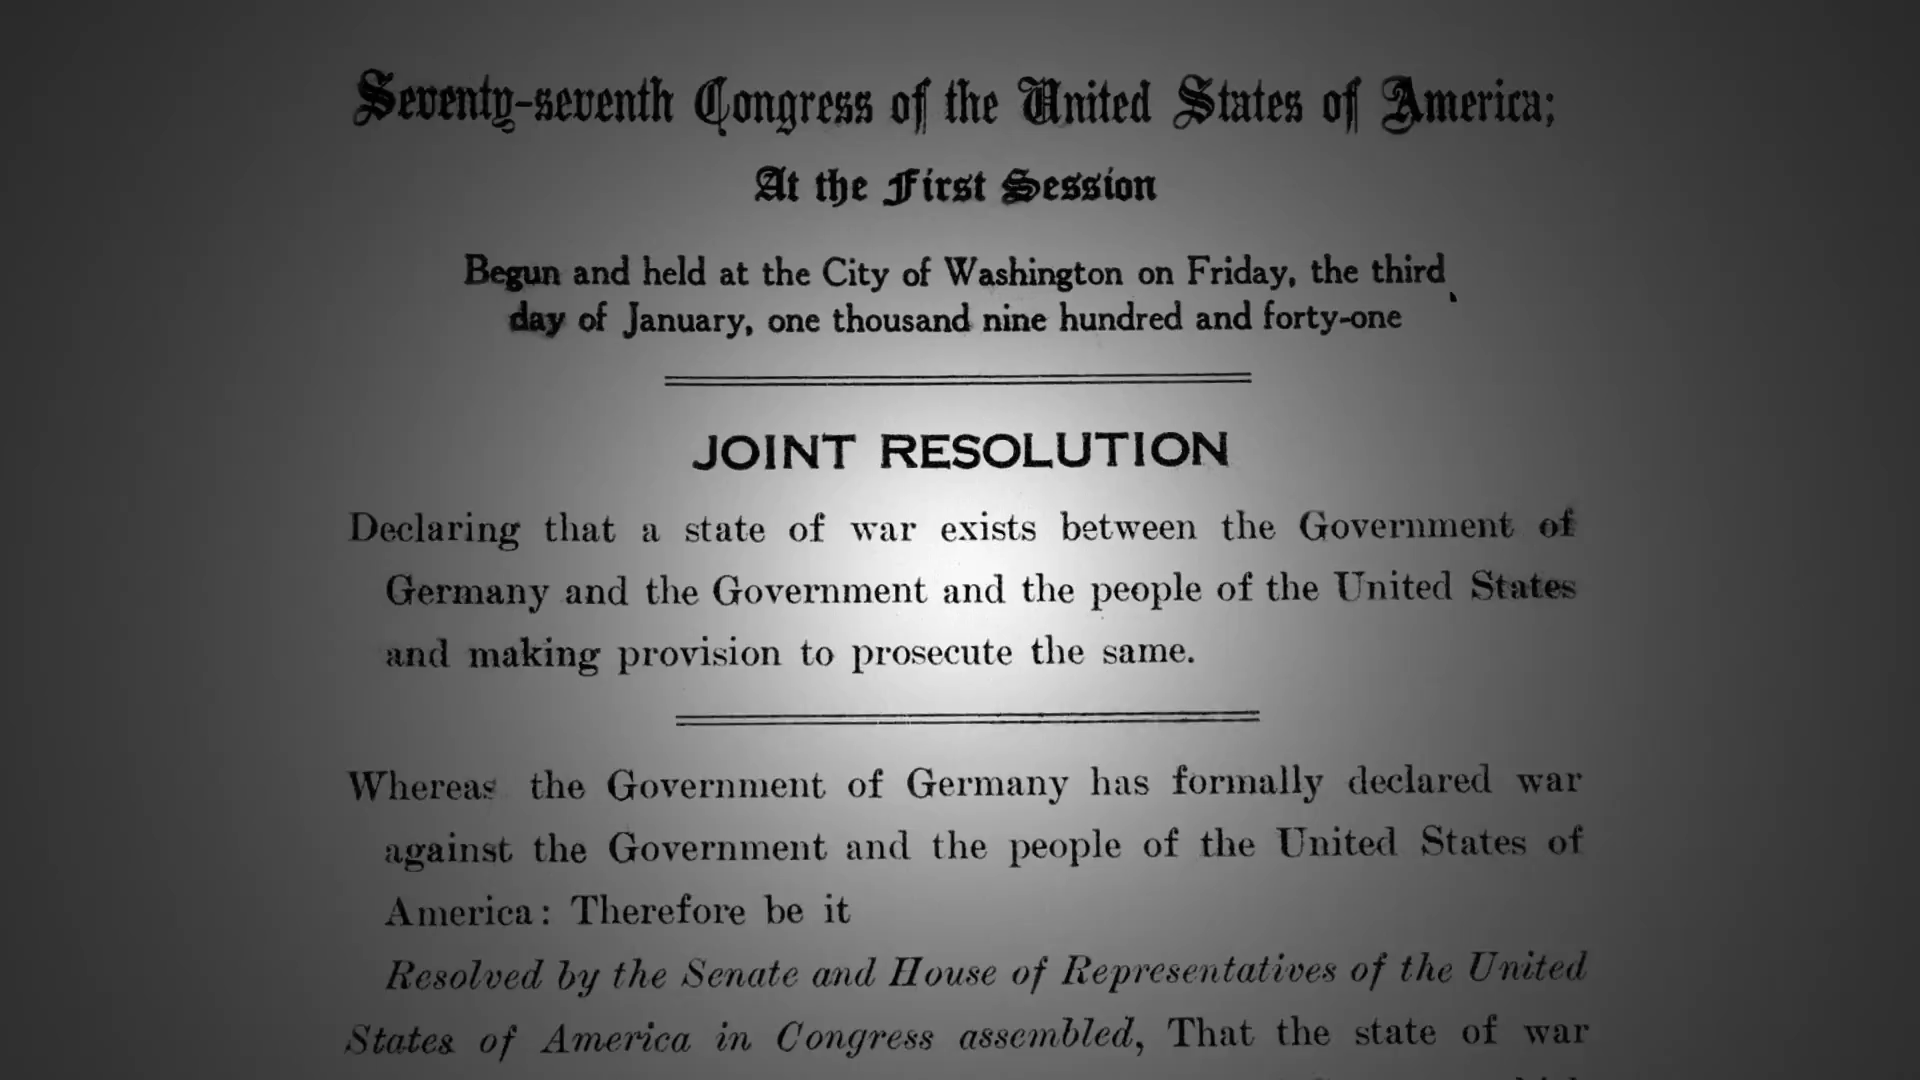 Seventy-seventh Congress of the United States of America;
At the First Session
Begun and held at the City of Washington on Friday, the third
day of January, one thousand nine hundred and forty-one
JOINT RESOLUTION
Declaring that a state of war exists between the Government of
Germany and the Government and the people of the United States
and making provision to prosecute the same.
Whereas the Government of Germany has formally declared war
against the Government and the people of the United States of
America: Therefore be it
Resolved by the Senate and House of Representatives of the United
States of America in Congress assembled, That the state of war